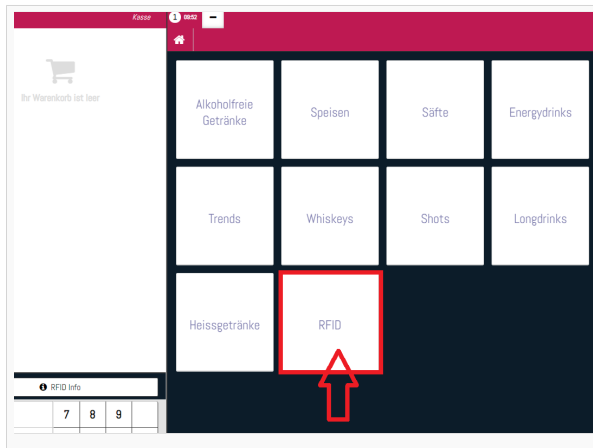 Kasse
1 08:52
Ihr Warenkorb ist leer
Alkoholfreie
Getränke
Speisen
Säfte
Energydrinks
Trends
Whiskeys
Shots
Longdrinks
Heissgetränke
RFID
RFID Info
7 8 9